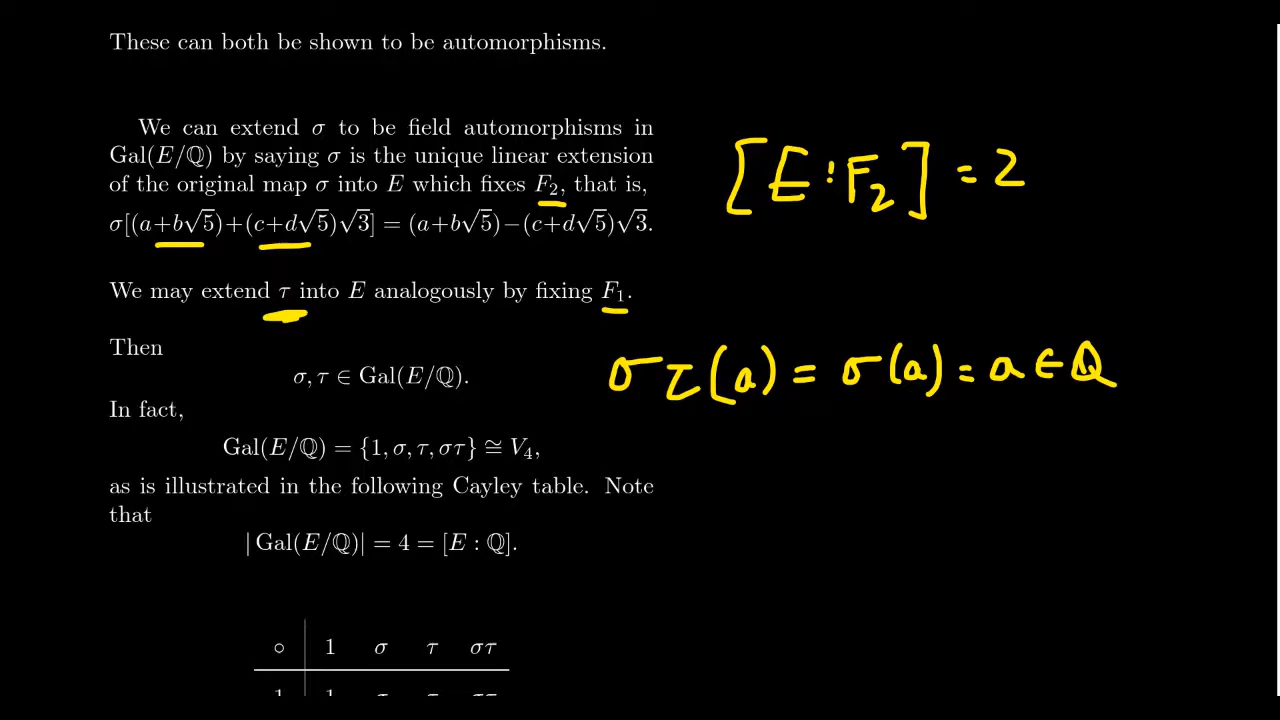 These can both be shown to be automorphisms.
We can extend σ to be field automorphisms in
Gal(E/ℚ) by saying σ is the unique linear extension
of the original map σ into E which fixes F₂, that is,
σ[(a+b√5)+(c+d√5)√3] = (a+b√5)−(c+d√5)√3.
We may extend τ into E analogously by fixing F₁.
Then
σ, τ ∈ Gal(E/ℚ).
In fact,
Gal(E/ℚ) = {1, σ, τ, στ} ≅ V₄,
as is illustrated in the following Cayley table. Note
that
| Gal(E/ℚ)| = 4 = [E : ℚ].
∘ 1 σ τ στ
[E:F₂] = 2
στ(a) = σ(a) = a ∈ ℚ